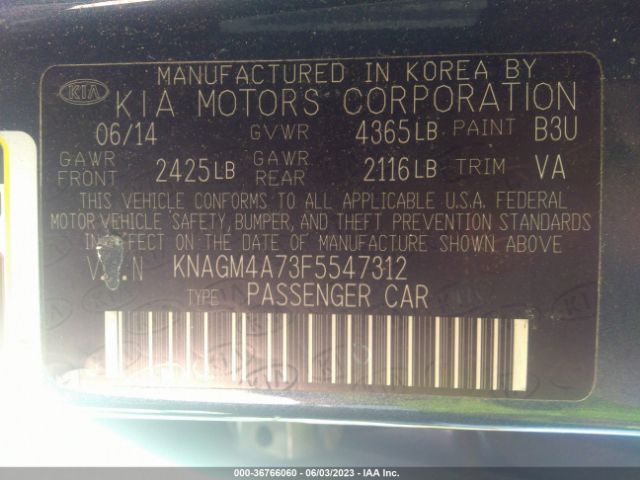 MANUFACTURED IN KOREA BY
KIA KIA MOTORS CORPORATION
06/14 GVWR 4365LB PAINT B3U
GAWR FRONT 2425LB GAWR REAR 2116LB TRIM VA
THIS VEHICLE CONFORMS TO ALL APPLICABLE U.S.A. FEDERAL
MOTOR VEHICLE SAFETY, BUMPER, AND THEFT PREVENTION STANDARDS
IN EFFECT ON THE DATE OF MANUFACTURE SHOWN ABOVE
V.I.N KNAGM4A73F5547312
TYPE PASSENGER CAR
000-36766060 - 06/03/2023 - IAA Inc.